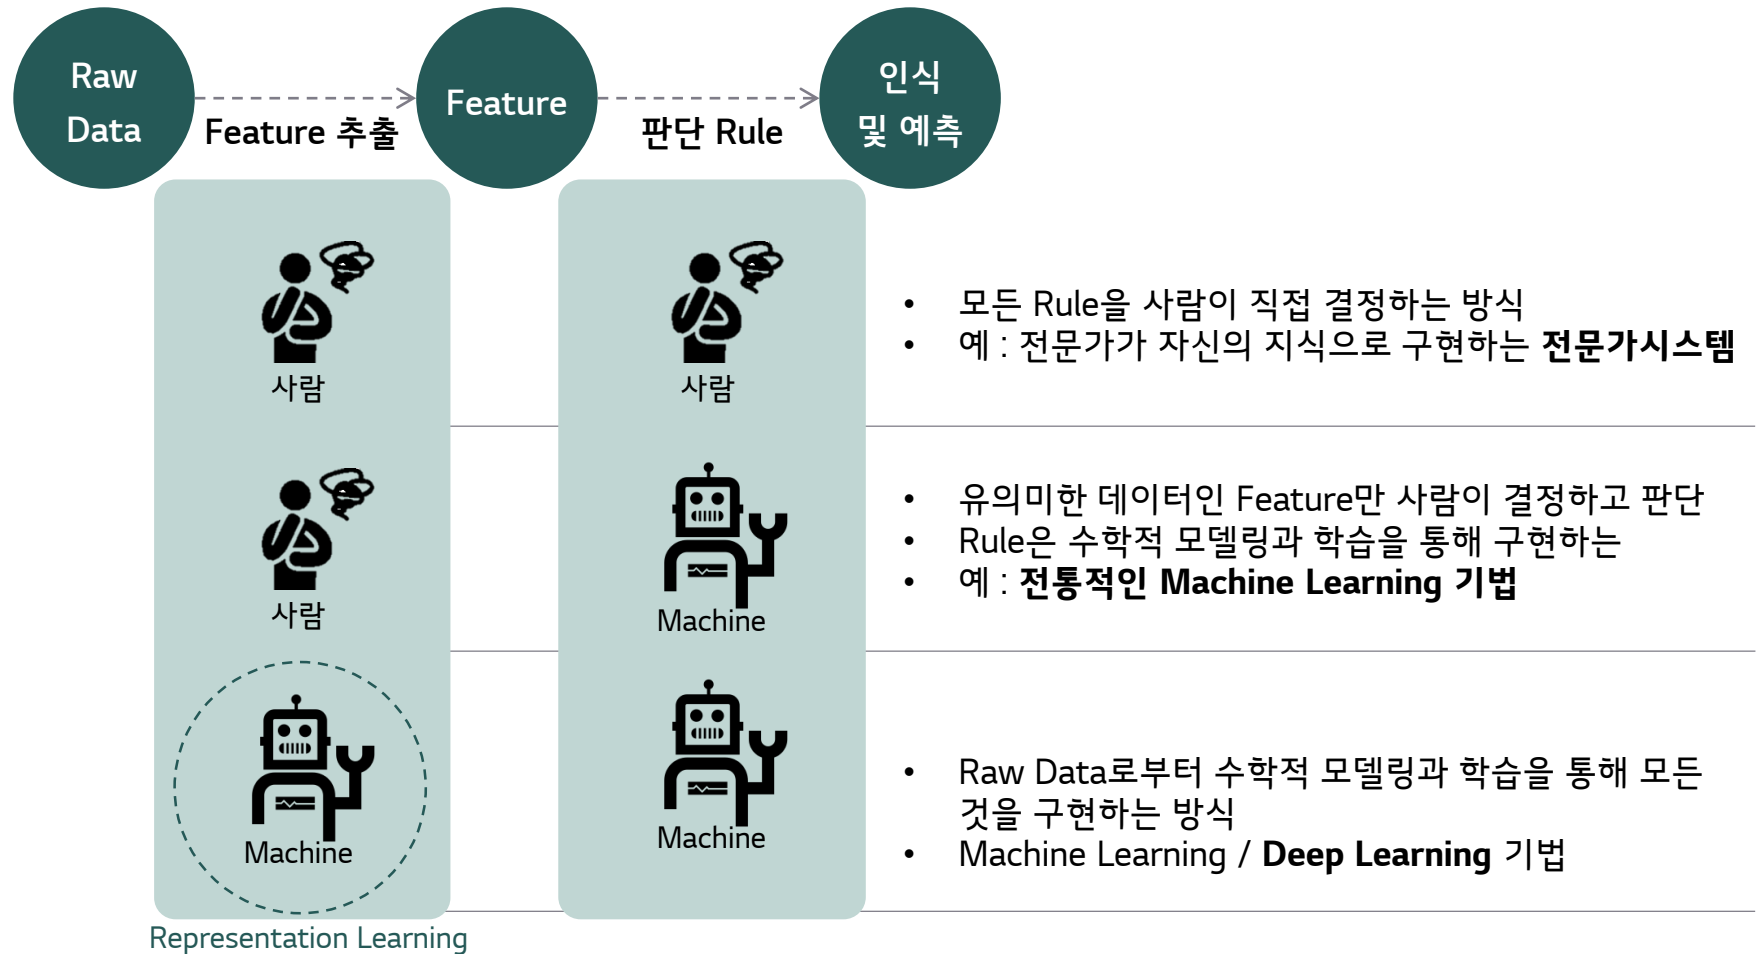 Raw
Data
Feature 추출
Feature
판단 Rule
인식
및 예측
사람
사람
• 모든 Rule을 사람이 직접 결정하는 방식
• 예 : 전문가가 자신의 지식으로 구현하는 전문가시스템
사람
Machine
• 유의미한 데이터인 Feature만 사람이 결정하고 판단
• Rule은 수학적 모델링과 학습을 통해 구현하는
• 예 : 전통적인 Machine Learning 기법
Machine
Machine
• Raw Data로부터 수학적 모델링과 학습을 통해 모든
것을 구현하는 방식
• Machine Learning / Deep Learning 기법
Representation Learning